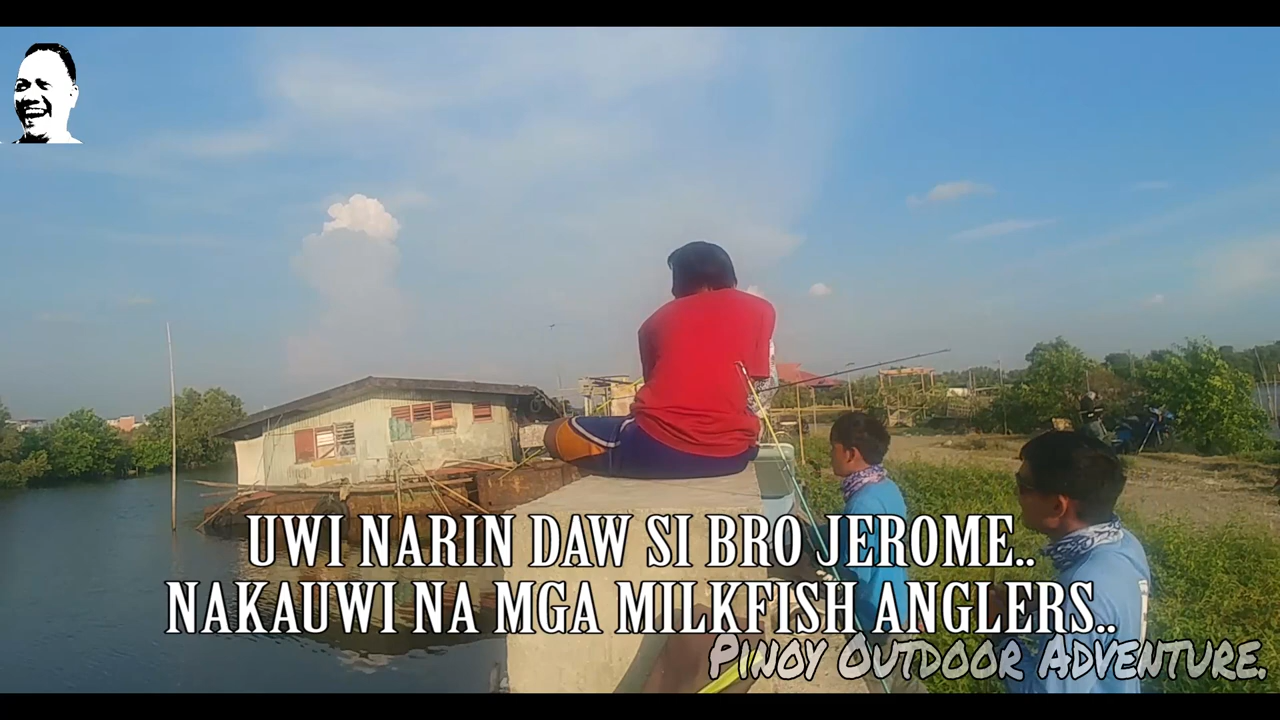 UWI NARIN DAW SI BRO JEROME..
NAKAUWI NA MGA MILKFISH ANGLERS..
PINOY OUTDOOR ADVENTURE.